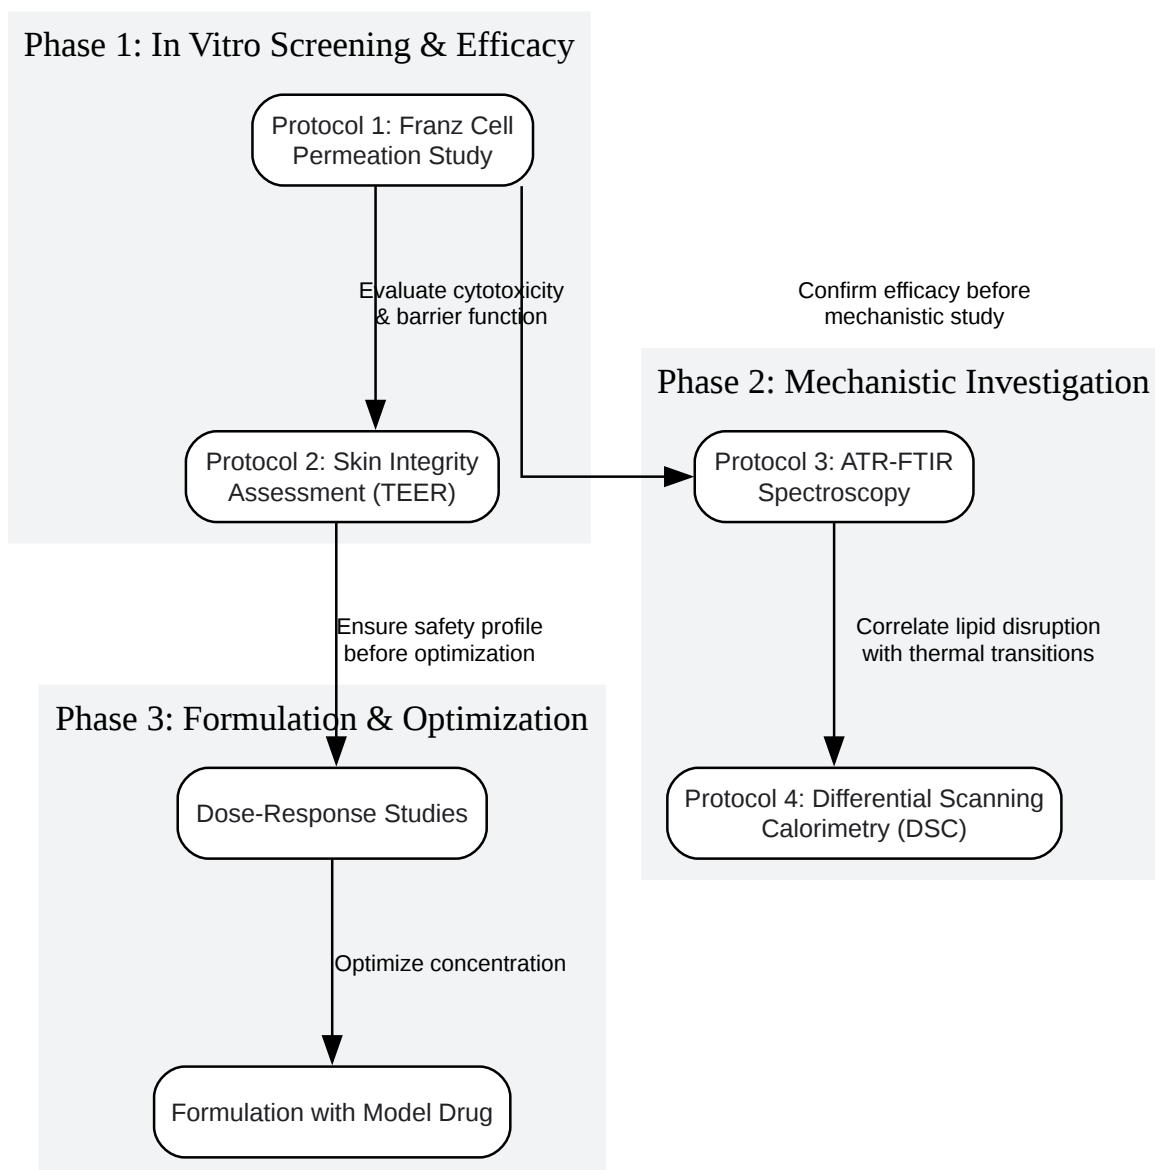 Phase 1: In Vitro Screening & Efficacy
Protocol 1: Franz Cell
Permeation Study
Evaluate cytotoxicity
& barrier function
Confirm efficacy before
mechanistic study
Phase 2: Mechanistic Investigation
Protocol 2: Skin Integrity
Assessment (TEER)
Protocol 3: ATR-FTIR
Spectroscopy
Ensure safety profile
before optimization
Correlate lipid disruption
with thermal transitions
Phase 3: Formulation & Optimization
Dose-Response Studies
Protocol 4: Differential Scanning
Calorimetry (DSC)
Optimize concentration
Formulation with Model Drug